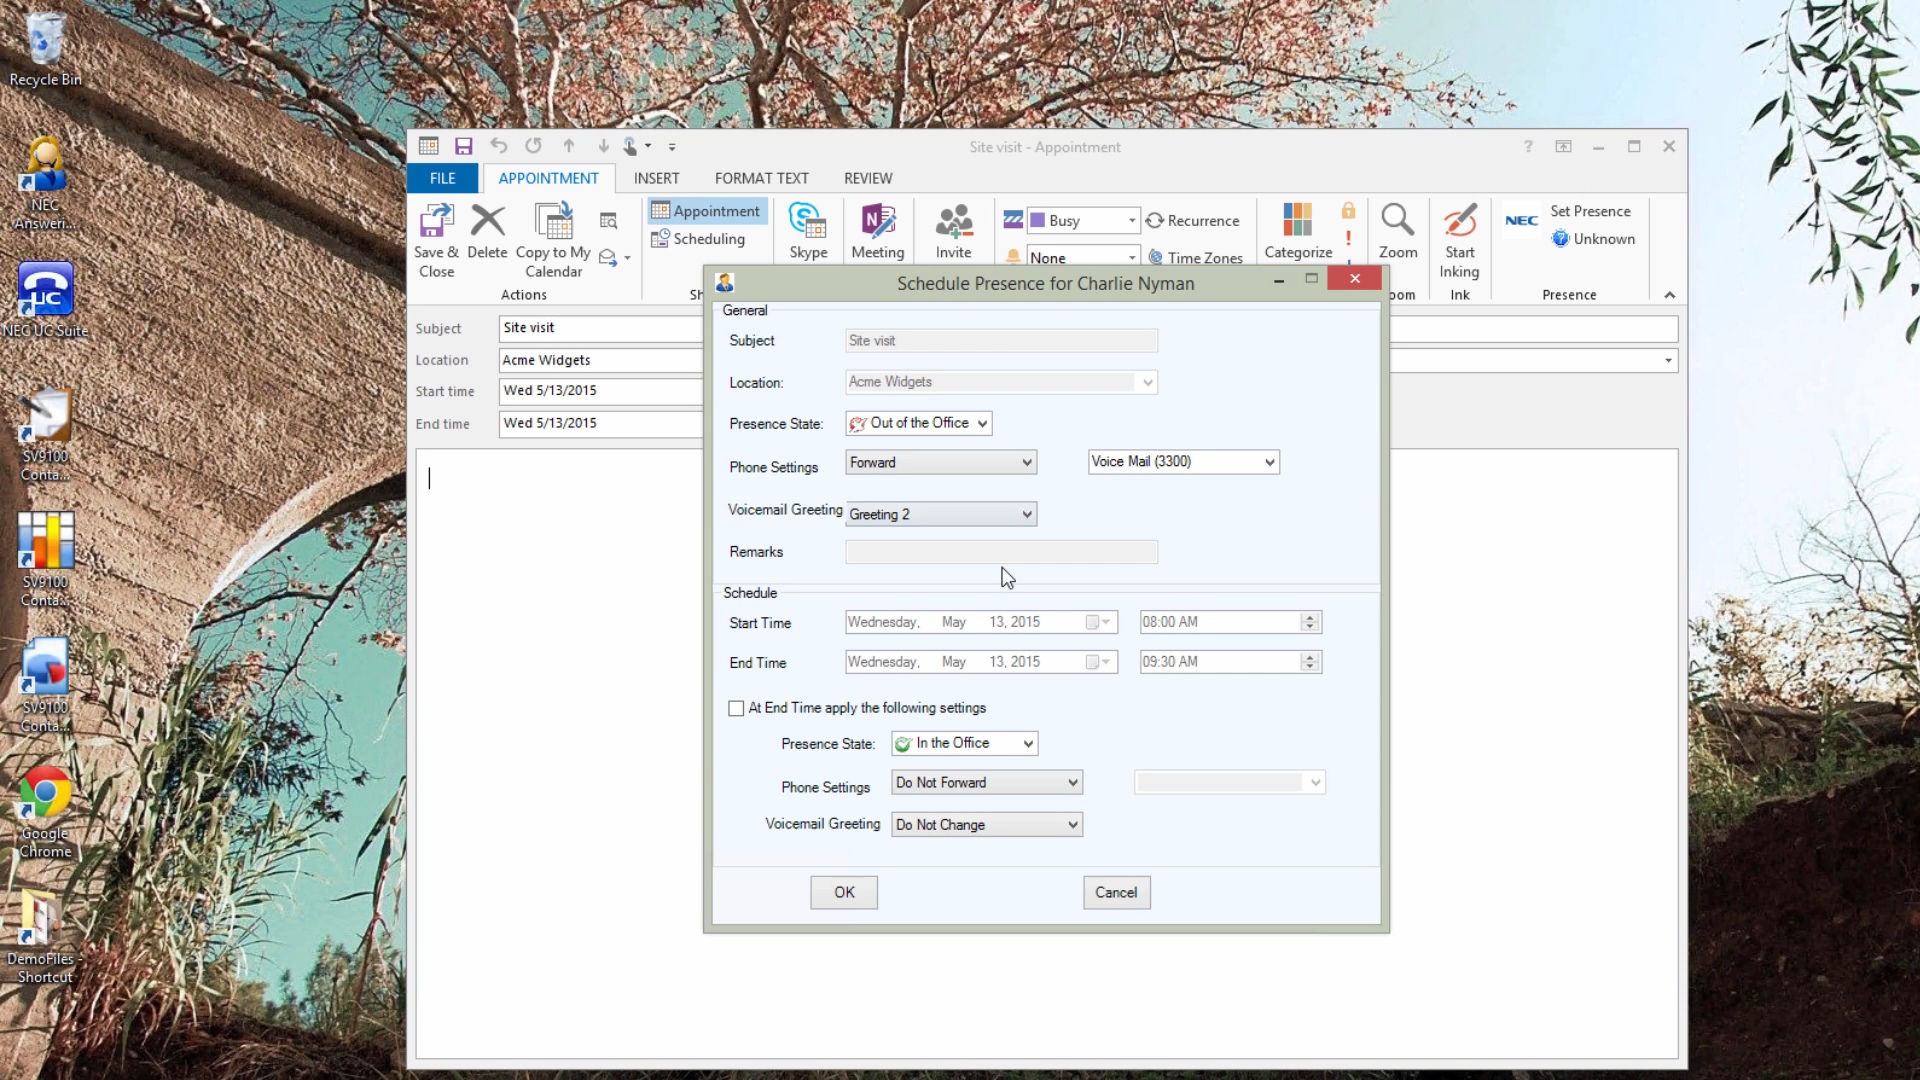 Recycle Bin
NEC
Answeri...
NEC UC Suite
SV9100
Conta...
SV9100
Conta...
SV9100
Conta...
Google
Chrome
DemoFiles -
Shortcut
Site visit - Appointment
FILE
APPOINTMENT
INSERT
FORMAT TEXT
REVIEW
Save &
Close
Delete
Copy to My
Calendar
Actions
Appointment
Scheduling
Sh
Skype
Meeting
Invite
Busy
None
Recurrence
Time Zones
Categorize
Zoom
oom
Start
Inking
Ink
NEC
Set Presence
Unknown
Presence
Subject
Site visit
Location
Acme Widgets
Start time
Wed 5/13/2015
End time
Wed 5/13/2015
Schedule Presence for Charlie Nyman
General
Subject
Site visit
Location:
Acme Widgets
Presence State:
Out of the Office
Phone Settings
Forward
Voice Mail (3300)
Voicemail Greeting
Greeting 2
Remarks
Schedule
Start Time
Wednesday, May 13, 2015
08:00 AM
End Time
Wednesday, May 13, 2015
09:30 AM
At End Time apply the following settings
Presence State:
In the Office
Phone Settings
Do Not Forward
Voicemail Greeting
Do Not Change
OK
Cancel